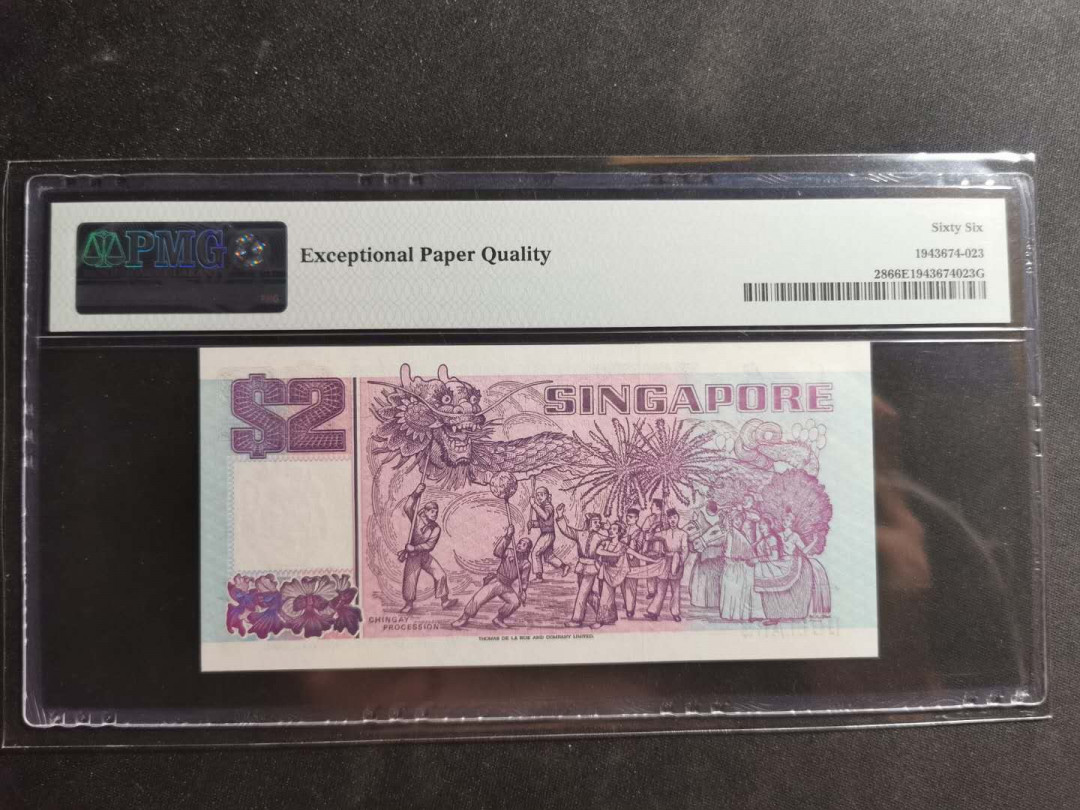 PMG
Exceptional Paper Quality
Sixty Six
1943674-023
2866E1943674023G
$2
SINGAPORE
CHINGAY
PROCESSION
THOMAS DE LA RUE AND COMPANY LIMITED